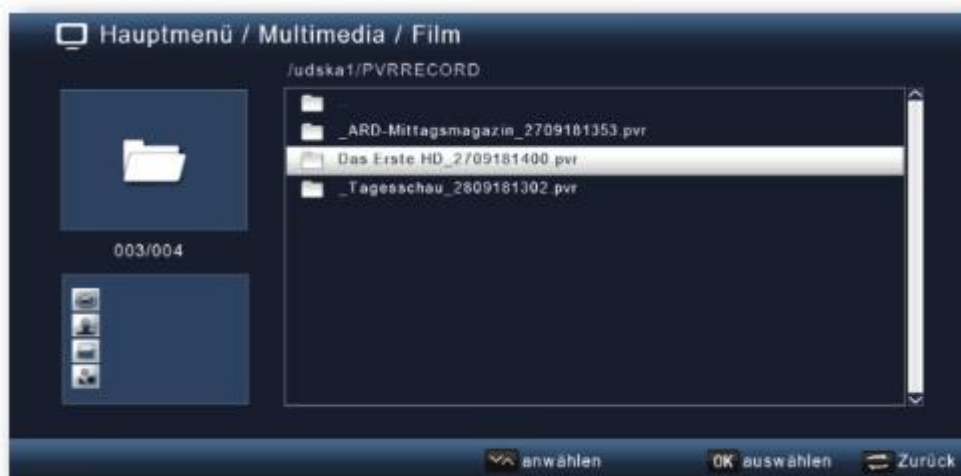 Hauptmenü / Multimedia / Film
/udska1/PVRRECORD
..
_ARD-Mittagsmagazin_2709181353.pvr
Das Erste HD_2709181400.pvr
_Tagesschau_2809181302.pvr
003/004
anwählen OK auswählen Zurück